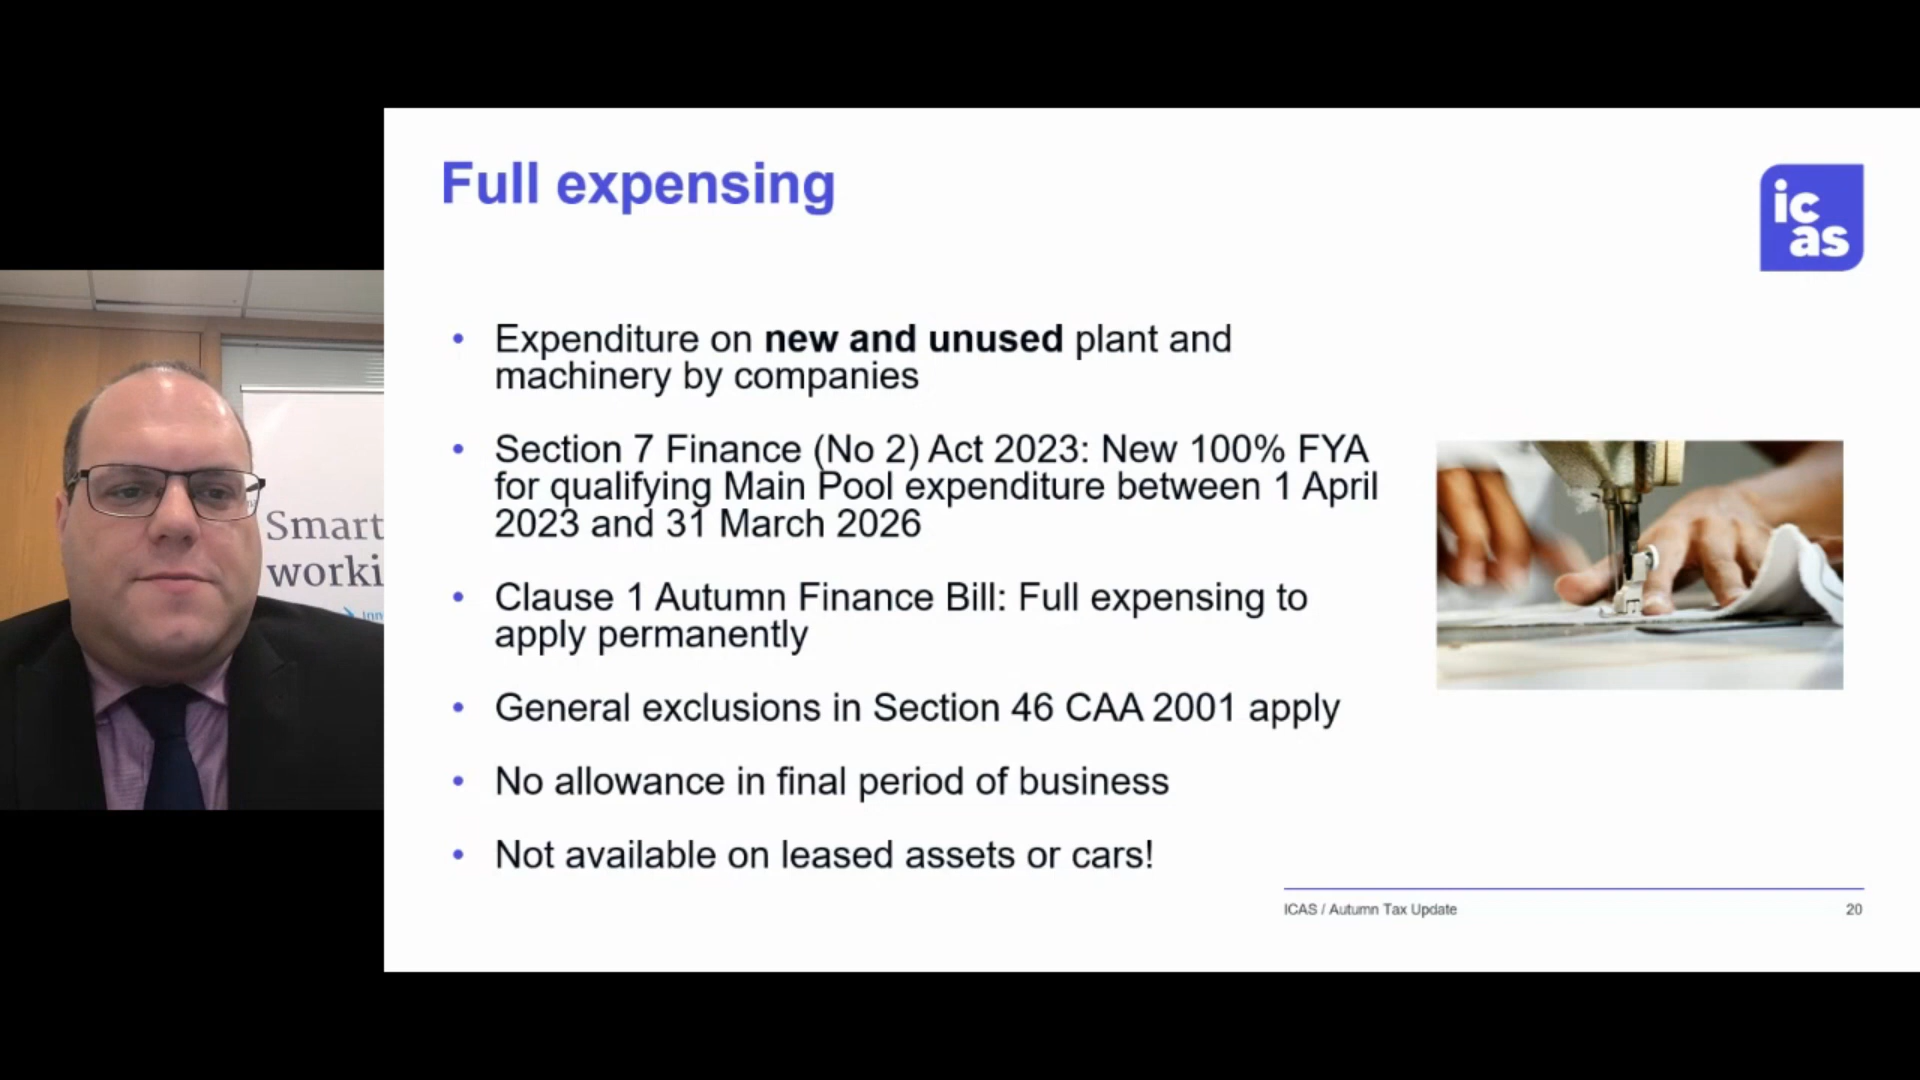 Full expensing
ic
as
• Expenditure on new and unused plant and
machinery by companies
• Section 7 Finance (No 2) Act 2023: New 100% FYA
for qualifying Main Pool expenditure between 1 April
2023 and 31 March 2026
• Clause 1 Autumn Finance Bill: Full expensing to
apply permanently
• General exclusions in Section 46 CAA 2001 apply
• No allowance in final period of business
• Not available on leased assets or cars!
ICAS / Autumn Tax Update
20
Smart
worki